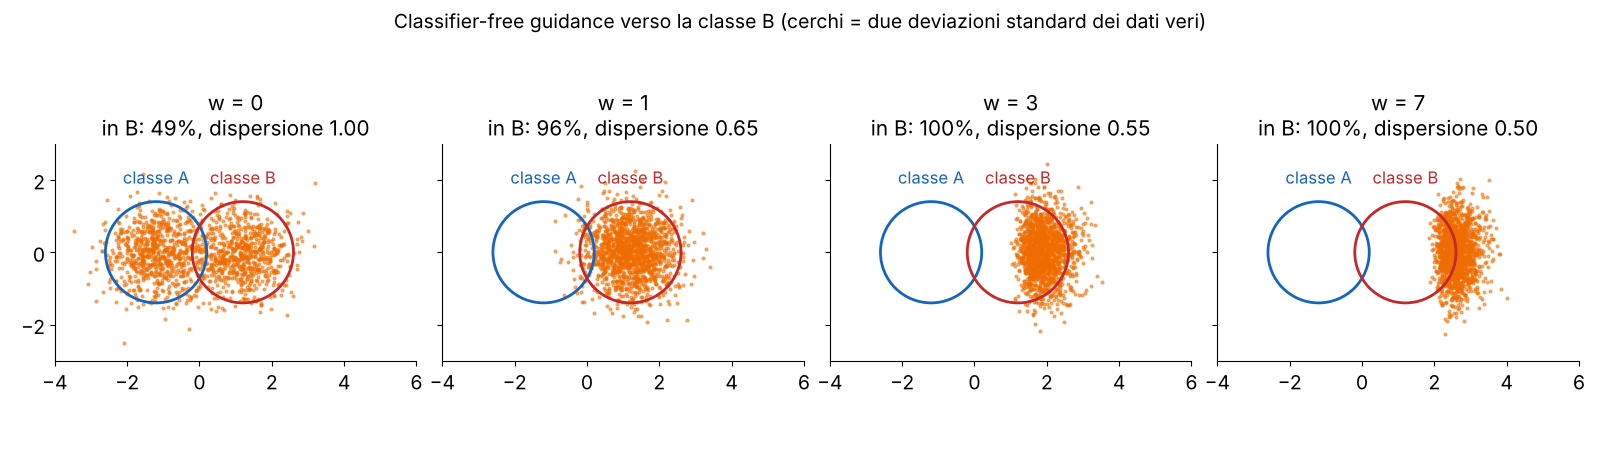 Classifier-free guidance verso la classe B (cerchi = due deviazioni standard dei dati veri)
w = 0
in B: 49%, dispersione 1.00
w = 1
in B: 96%, dispersione 0.65
w = 3
in B: 100%, dispersione 0.55
w = 7
in B: 100%, dispersione 0.50
classe A
classe B
classe A
classe B
classe A
classe B
classe A
classe B
2
0
−2
−4 −2 0 2 4 6
−4 −2 0 2 4 6
−4 −2 0 2 4 6
−4 −2 0 2 4 6